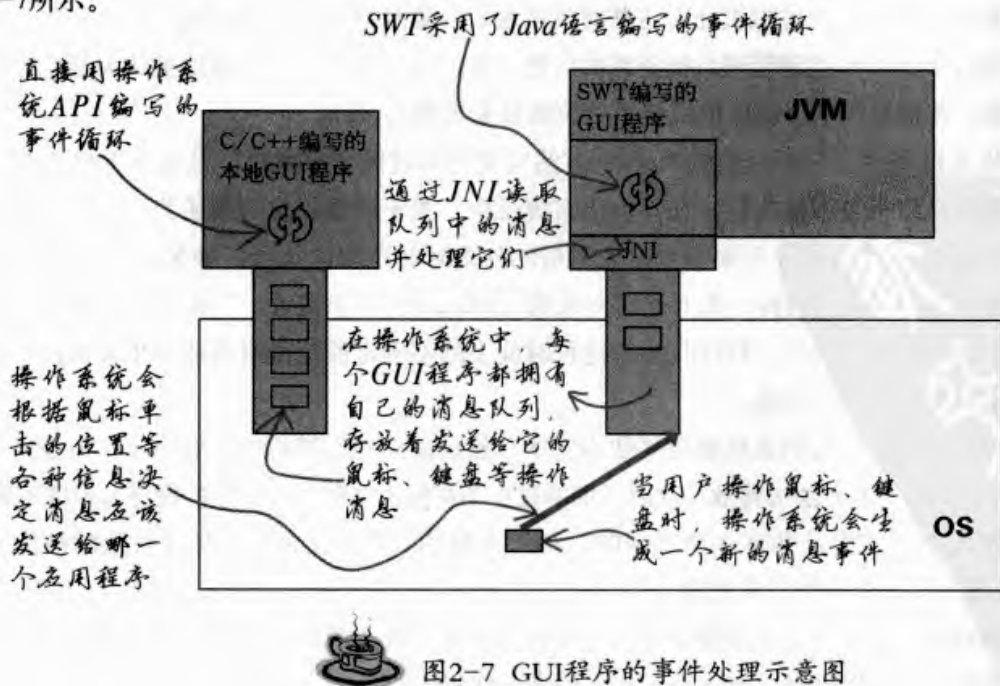 所示。
SWT采用了Java语言编写的事件循环
直接用操作系
统API编写的
事件循环
C/C++编写的
本地GUI程序
SWT编写的
GUI程序
JVM
通过JNI读取
队列中的消息
并处理它们
JNI
在操作系统中,每
个GUI程序都拥有
自己的消息队列,
存放着发送给它的
鼠标、键盘等操作
消息
操作系统会
根据鼠标单
击的位置等
各种信息决
定消息应该
发送给哪一
个应用程序
当用户操作鼠标、键
盘时,操作系统会生
成一个新的消息事件
OS
图2-7 GUI程序的事件处理示意图